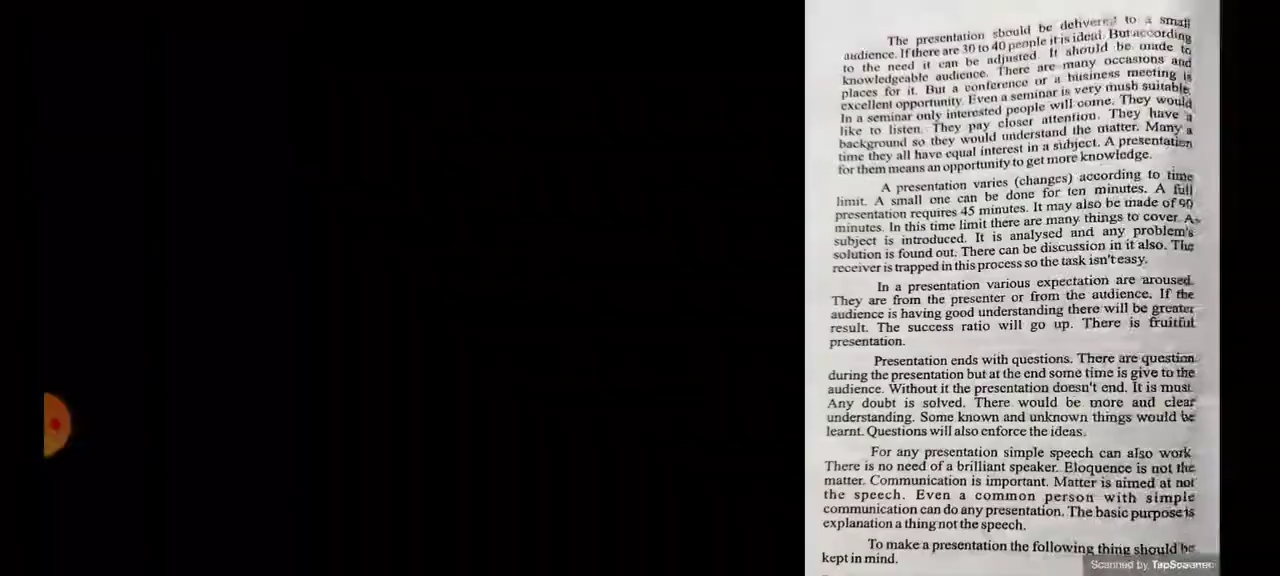 The presentation should be delivered to a small
audience. If there are 30 to 40 people it is ideal. But according
to the need it can be adjusted. It should be made to
knowledgeable audience. There are many occasions and
places for it. But a conference or a business meeting is
excellent opportunity. Even a seminar is very mush suitable.
In a seminar only interested people will come. They would
like to listen. They pay closer attention. They have a
background so they would understand the matter. Many a
time they all have equal interest in a subject. A presentation
for them means an opportunity to get more knowledge.
A presentation varies (changes) according to time
limit. A small one can be done for ten minutes. A full
presentation requires 45 minutes. It may also be made of 90
minutes. In this time limit there are many things to cover. A
subject is introduced. It is analysed and any problem's
solution is found out. There can be discussion in it also. The
receiver is trapped in this process so the task isn't easy.
In a presentation various expectation are aroused.
They are from the presenter or from the audience. If the
audience is having good understanding there will be greater
result. The success ratio will go up. There is fruitful
presentation.
Presentation ends with questions. There are question
during the presentation but at the end some time is give to the
audience. Without it the presentation doesn't end. It is must.
Any doubt is solved. There would be more and clear
understanding. Some known and unknown things would be
learnt. Questions will also enforce the ideas.
For any presentation simple speech can also work
There is no need of a brilliant speaker. Eloquence is not the
matter. Communication is important. Matter is aimed at not
the speech. Even a common person with simple
communication can do any presentation. The basic purpose is
explanation a thing not the speech.
To make a presentation the following thing should be
kept in mind.
Scanned by TapScanner